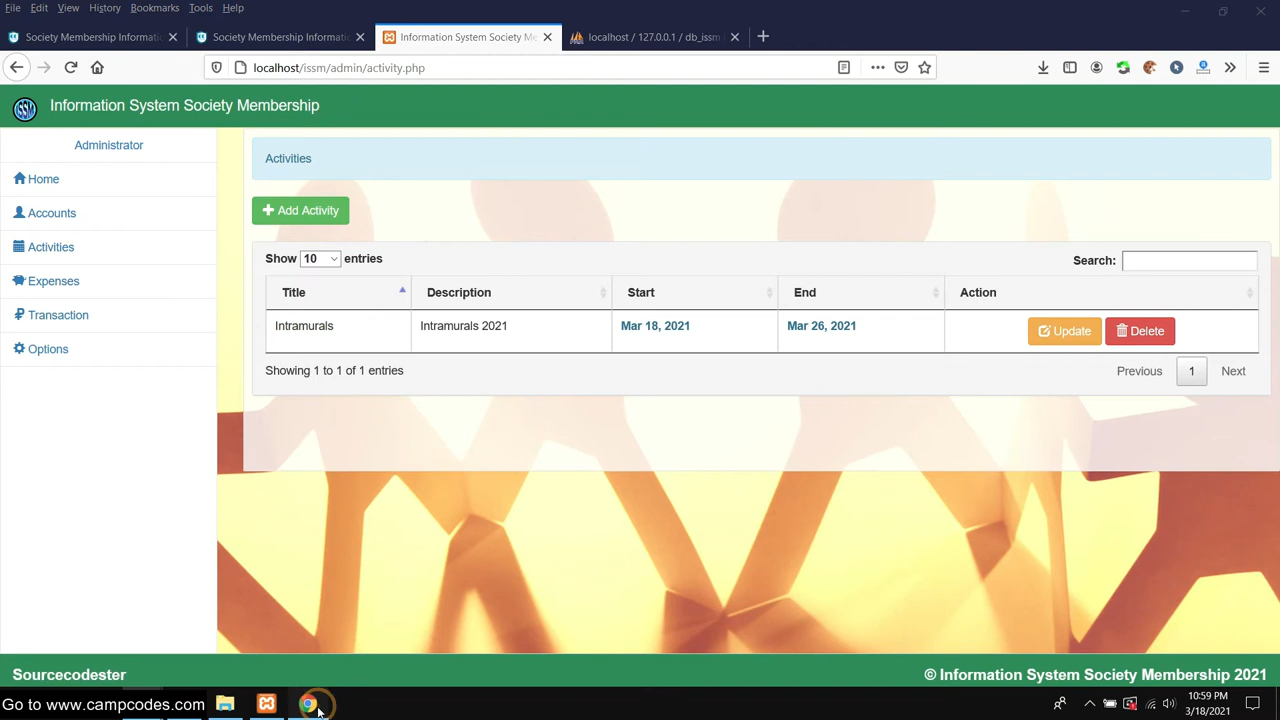 File Edit View History Bookmarks Tools Help
Society Membership Informati
Society Membership Informati
Information System Society Me
localhost / 127.0.0.1 / db_issm
localhost/issm/admin/activity.php
ISSM
Information System Society Membership
Administrator
Home
Accounts
Activities
Expenses
Transaction
Options
Activities
Add Activity
Show 10 entries
Search:
Title Description Start End Action
Intramurals Intramurals 2021 Mar 18, 2021 Mar 26, 2021 Update Delete
Showing 1 to 1 of 1 entries
Previous 1 Next
Sourcecodester
© Information System Society Membership 2021
Go to www.campcodes.com
10:59 PM
3/18/2021